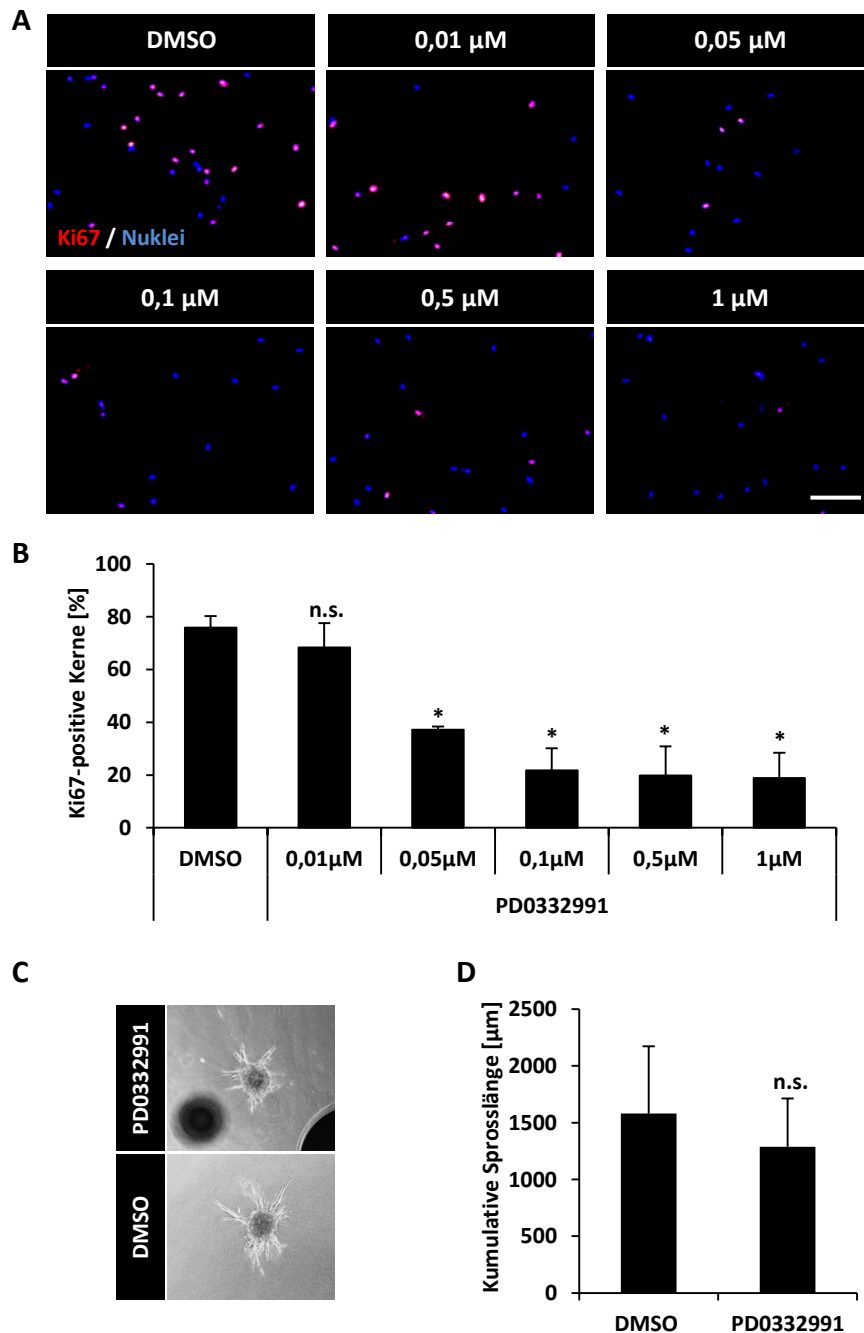 A
DMSO
0,01 µM
0,05 µM
Ki67 / Nuklei
0,1 µM
0,5 µM
1 µM
B
Ki67-positive Kerne [%]
100
80
60
40
20
0
n.s.
*
*
*
*
DMSO
0,01µM
0,05µM
0,1µM
0,5µM
1µM
PD0332991
C
PD0332991
DMSO
D
Kumulative Sprosslänge [µm]
2500
2000
1500
1000
500
0
n.s.
DMSO
PD0332991